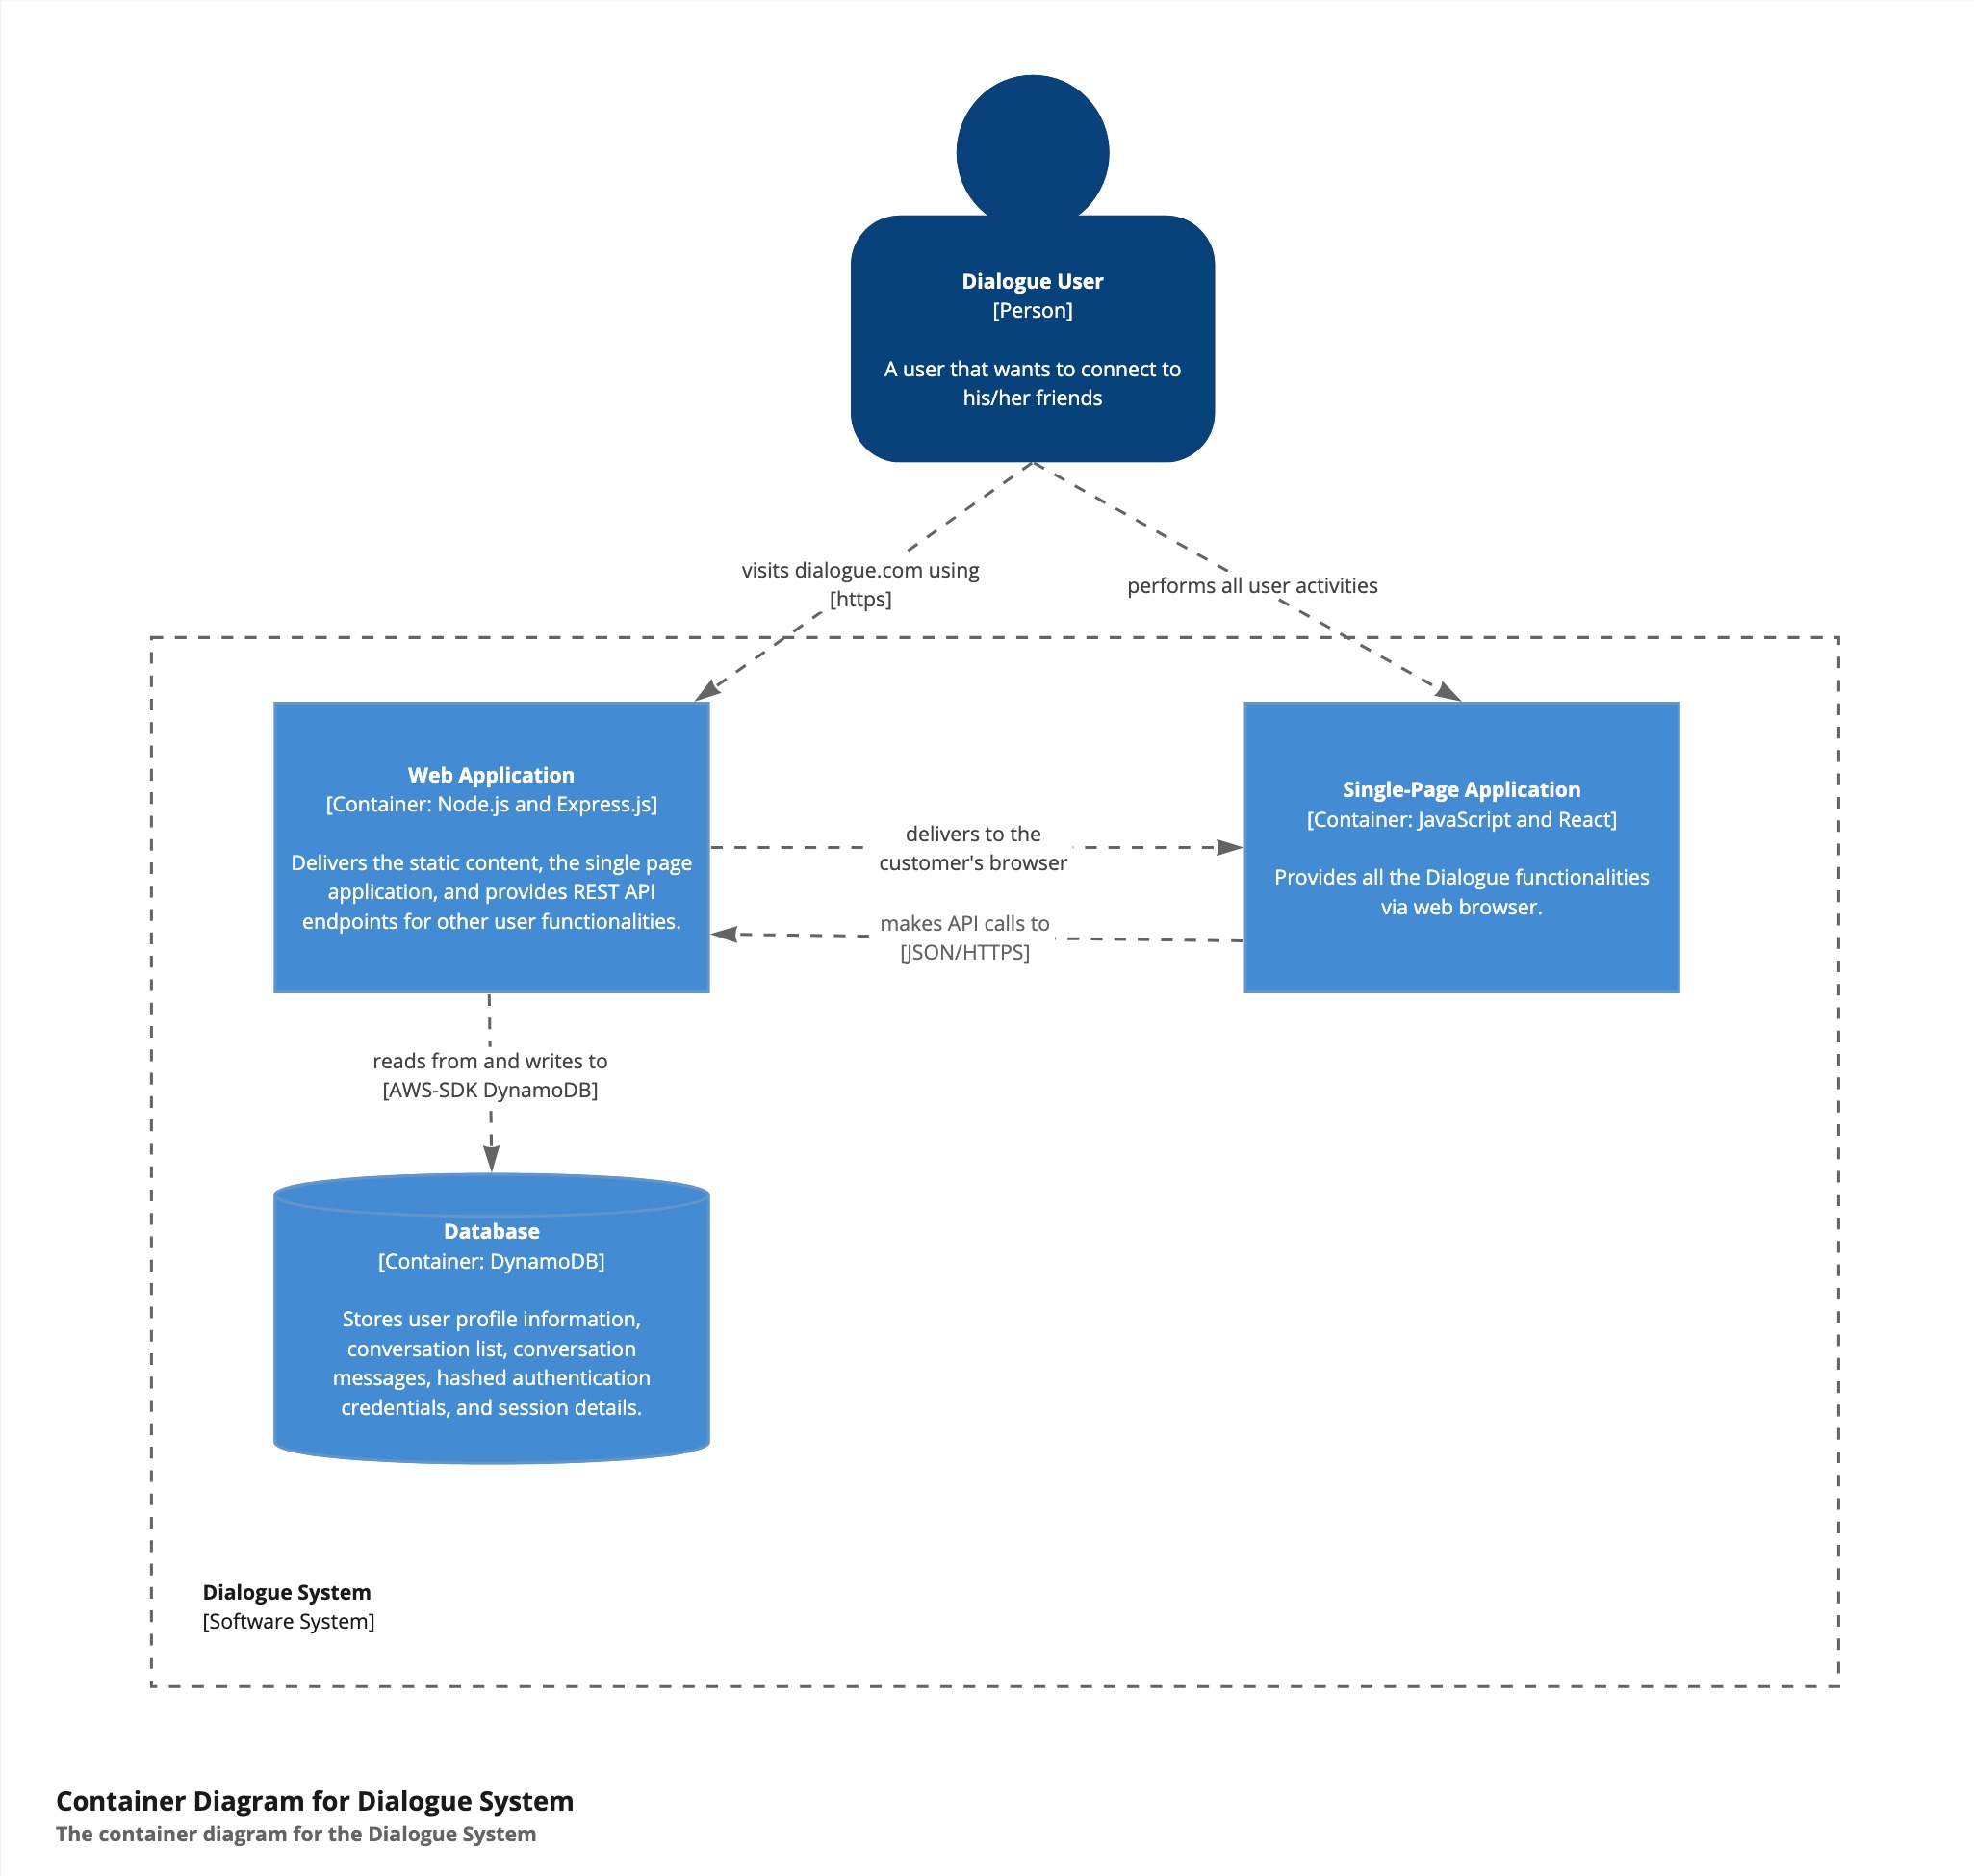 Dialogue User
[Person]
A user that wants to connect to
his/her friends
visits dialogue.com using
[https]
performs all user activities
Web Application
[Container: Node.js and Express.js]
Delivers the static content, the single page
application, and provides REST API
endpoints for other user functionalities.
delivers to the
customer's browser
makes API calls to
[JSON/HTTPS]
Single-Page Application
[Container: JavaScript and React]
Provides all the Dialogue functionalities
via web browser.
reads from and writes to
[AWS-SDK DynamoDB]
Database
[Container: DynamoDB]
Stores user profile information,
conversation list, conversation
messages, hashed authentication
credentials, and session details.
Dialogue System
[Software System]
Container Diagram for Dialogue System
The container diagram for the Dialogue System